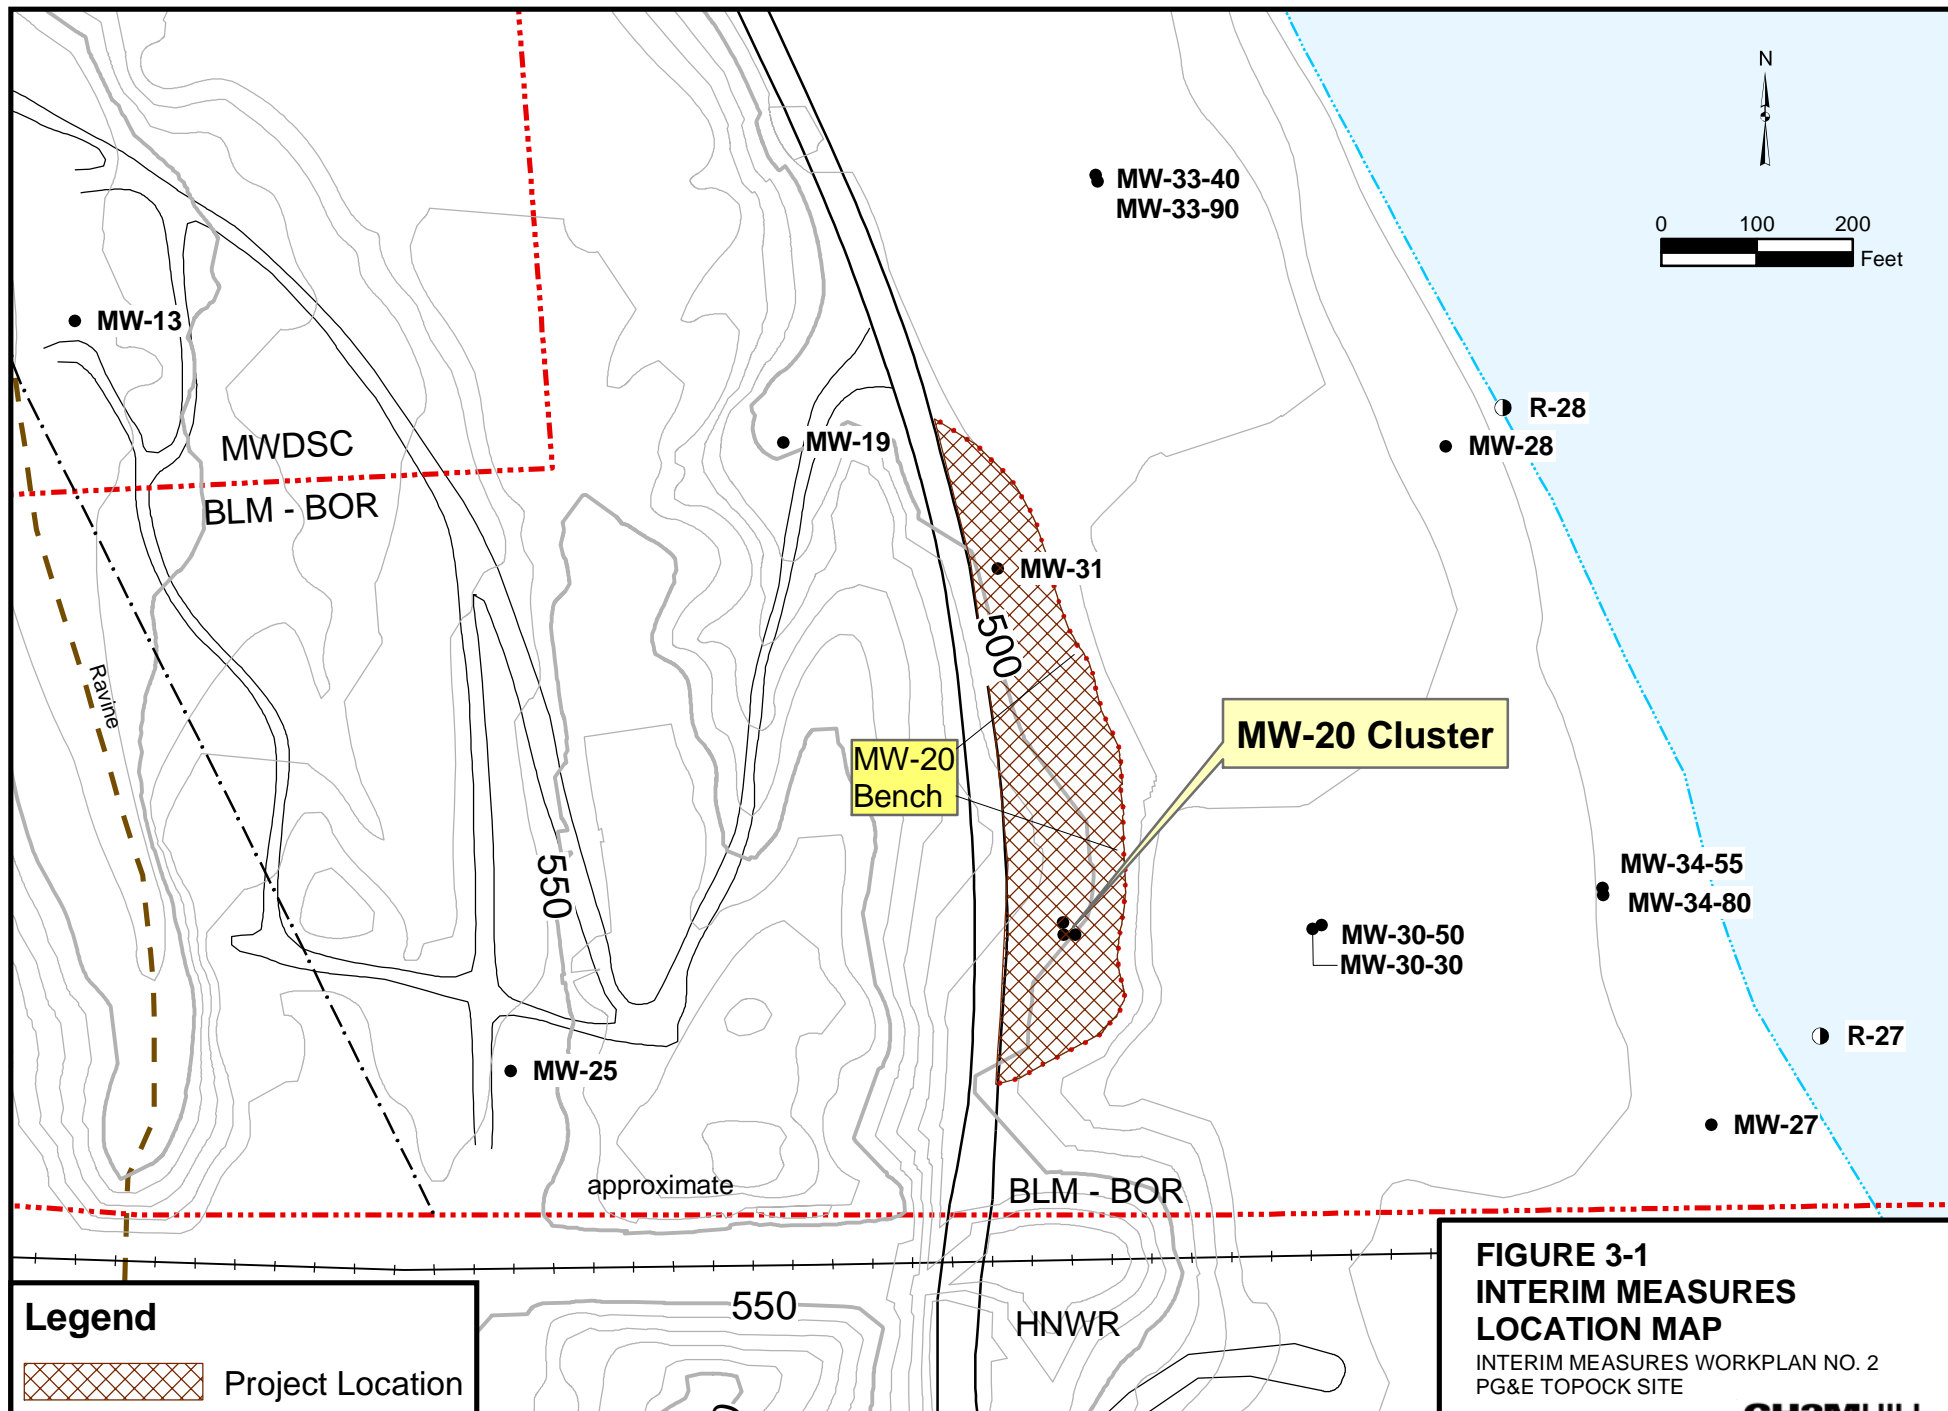 N
MW-33-40
MW-33-90
0 100 200
Feet
MW-13
R-28
MW-28
MWDSC
MW-19
BLM - BOR
MW-31
500
Ravine
MW-20 Cluster
MW-20
Bench
550
MW-34-55
MW-34-80
MW-30-50
MW-30-30
R-27
MW-25
MW-27
approximate
BLM - BOR
550
HNWR
Legend
Project Location
FIGURE 3-1
INTERIM MEASURES
LOCATION MAP
INTERIM MEASURES WORKPLAN NO. 2
PG&E TOPOCK SITE